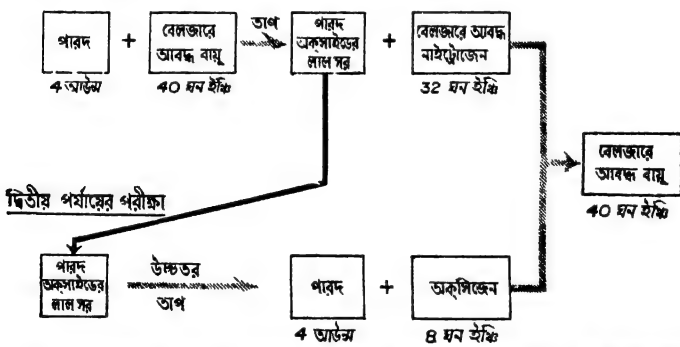 পারদ
+
বেলজারে
আবদ্ধ বায়ু
তাপ
পারদ
অক্সাইডের
লাল সর
+
বেলজারে আবদ্ধ
নাইট্রোজেন
4 আউন্স
40 ঘন ইঞ্চি
32 ঘন ইঞ্চি
বেলজারে
আবদ্ধ বায়ু
40 ঘন ইঞ্চি
দ্বিতীয় পর্যায়ের পরীক্ষা
পারদ
অক্সাইডের
লাল সর
উচ্চতর
তাপ
পারদ
+
অক্সিজেন
4 আউন্স
8 ঘন ইঞ্চি